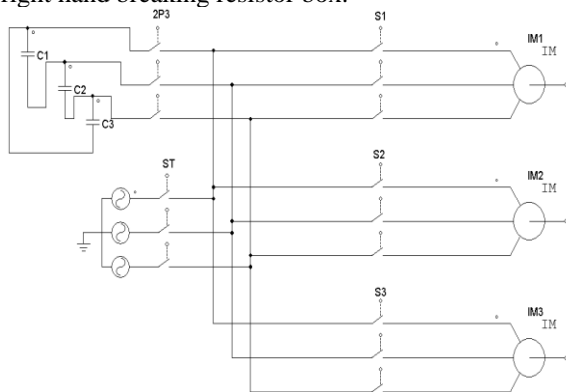 right hand breaking resistor box.
2P3
S1
IM1
IM
C1
C2
C3
ST
S2
IM2
IM
S3
IM3
IM